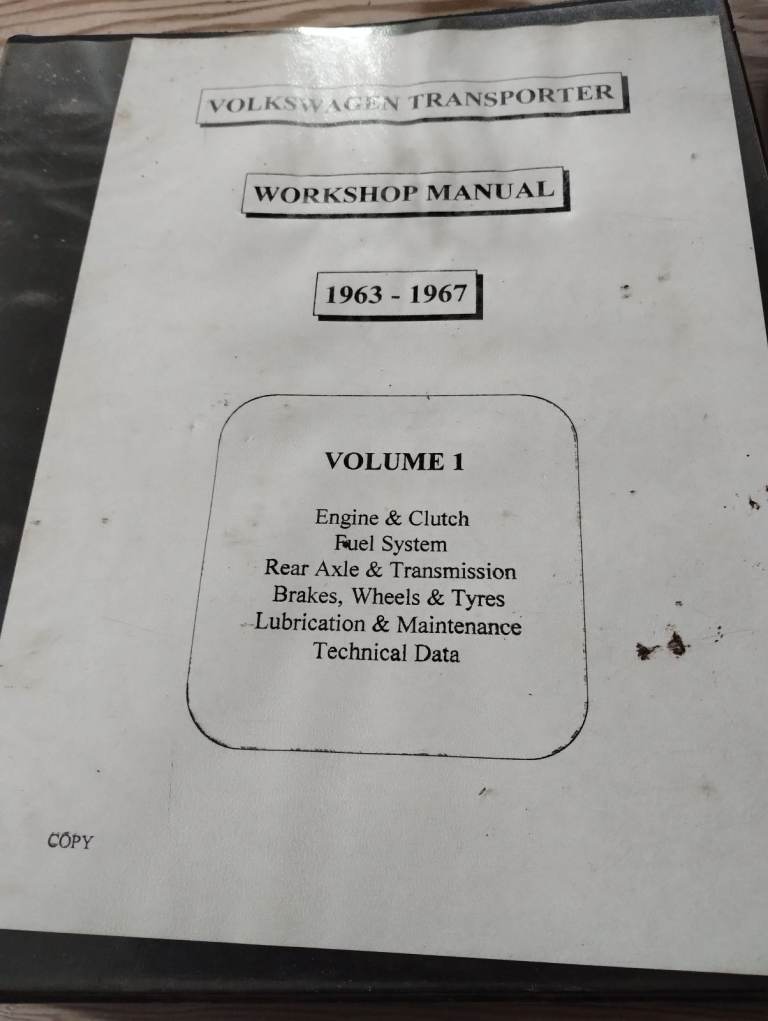 VOLKSWAGEN TRANSPORTER
WORKSHOP MANUAL
1963 - 1967
VOLUME 1
Engine & Clutch
Fuel System
Rear Axle & Transmission
Brakes, Wheels & Tyres
Lubrication & Maintenance
Technical Data
COPY